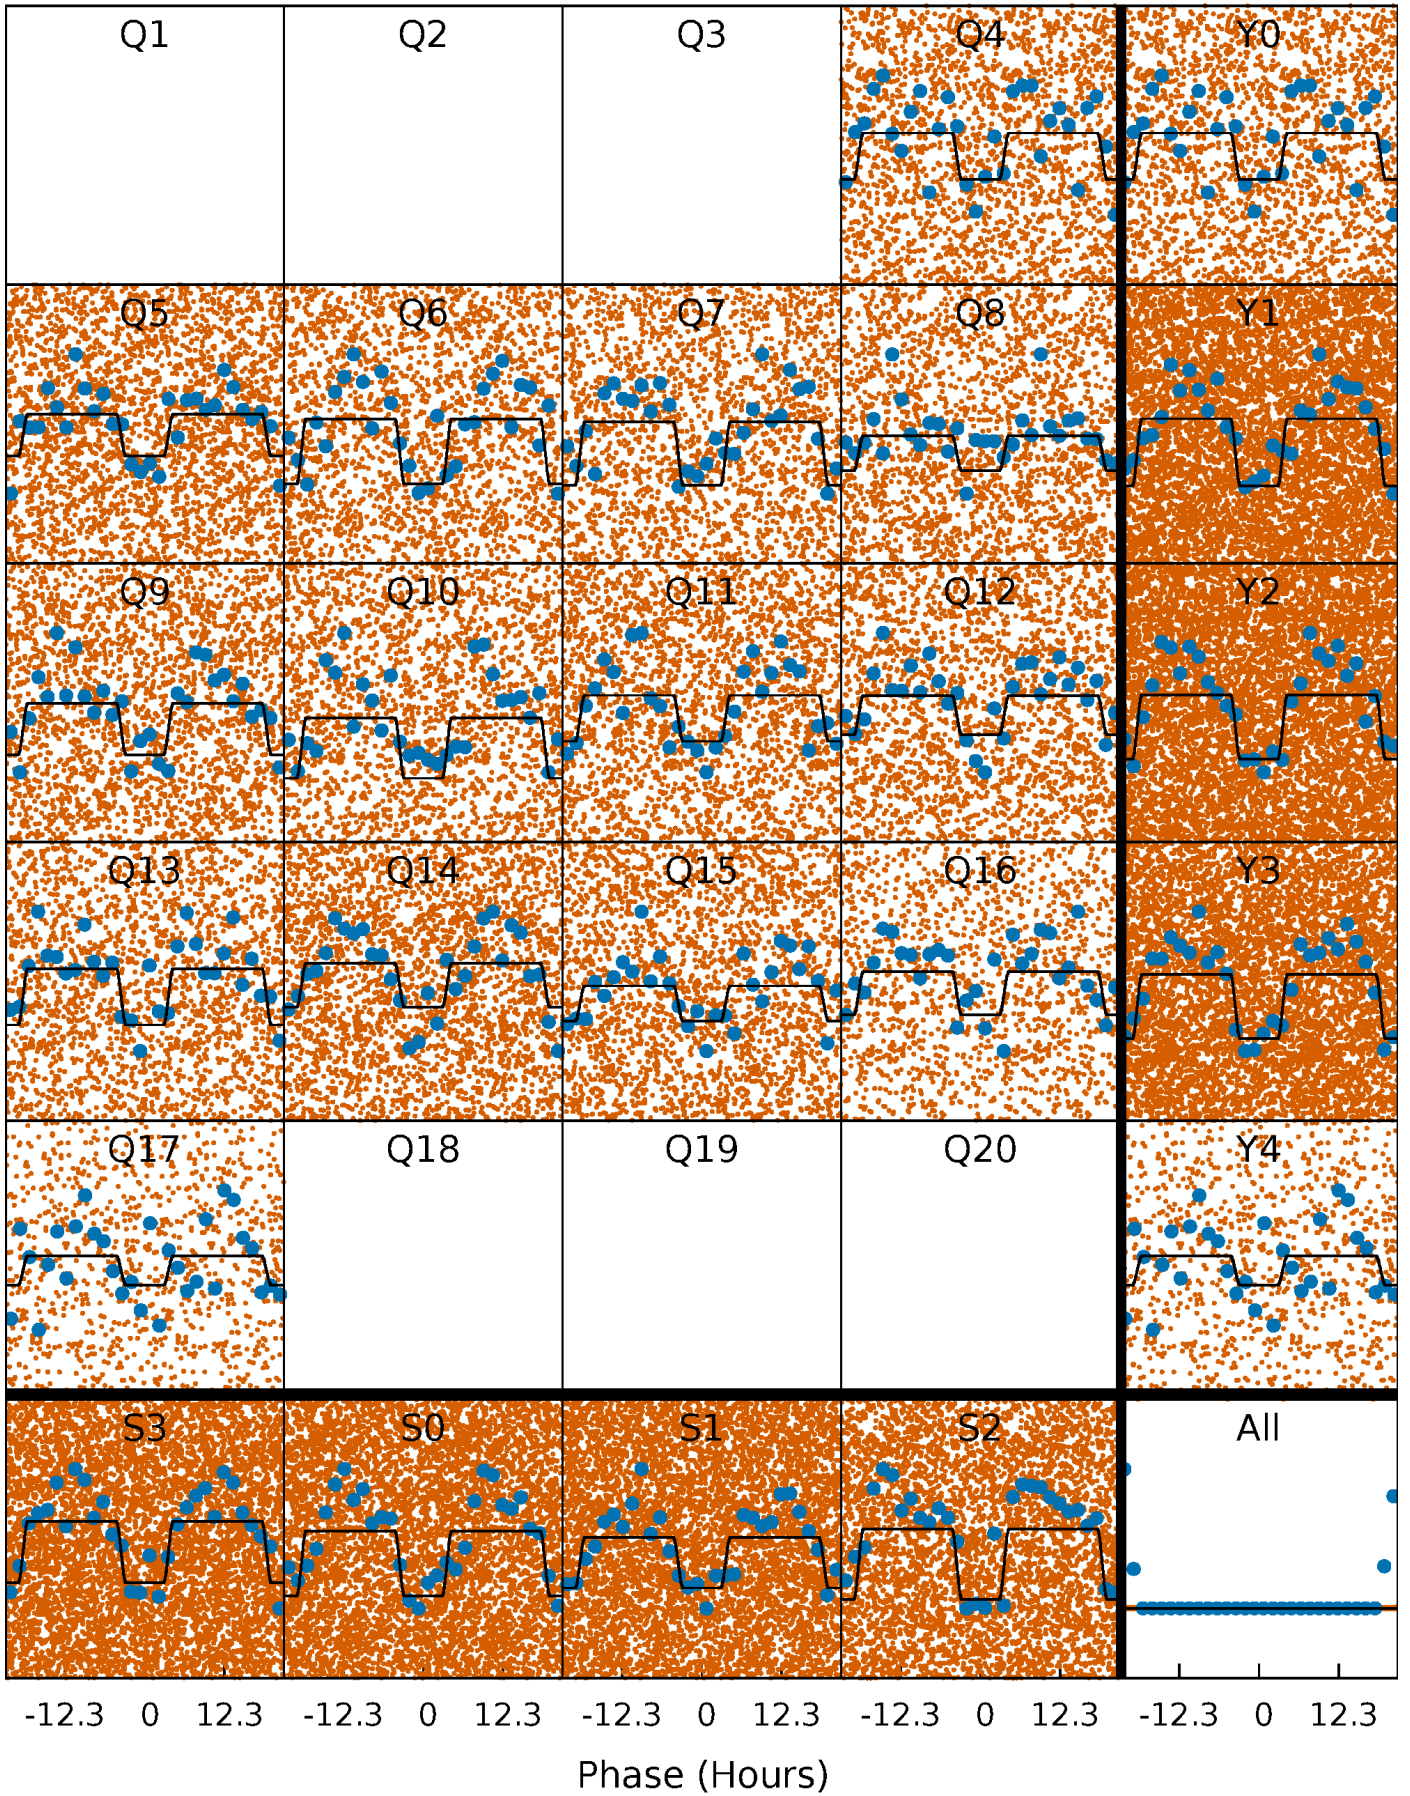 Q1 Q2 Q3 Q4 Y0
Q5 Q6 Q7 Q8 Y1
Q9 Q10 Q11 Q12 Y2
Q13 Q14 Q15 Q16 Y3
Q17 Q18 Q19 Q20 Y4
S3 S0 S1 S2 All
-12.3 0 12.3 -12.3 0 12.3 -12.3 0 12.3 -12.3 0 12.3 -12.3 0 12.3
Phase (Hours)